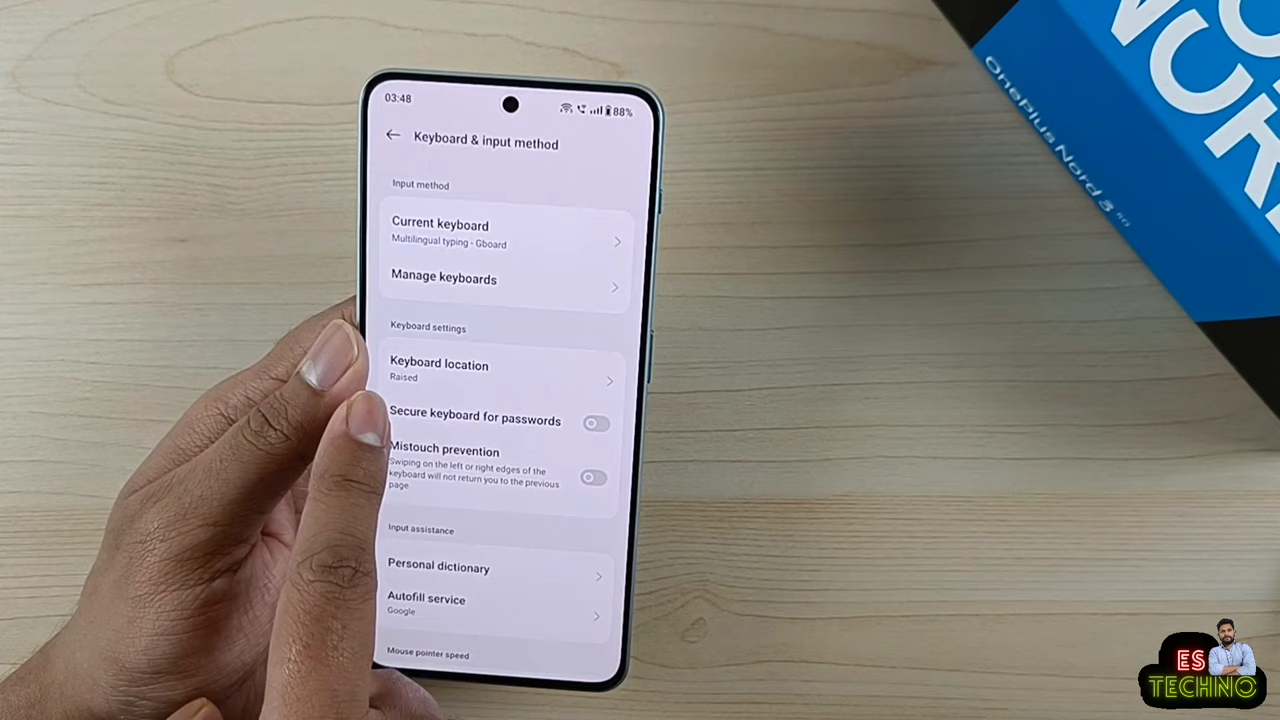 03:48
88%
Keyboard & input method
Input method
Current keyboard
Multilingual typing - Gboard
Manage keyboards
Keyboard settings
Keyboard location
Raised
Secure keyboard for passwords
Mistouch prevention
Swiping on the left or right edges of the
keyboard will not return you to the previous
page
Input assistance
Personal dictionary
Autofill service
Google
Mouse pointer speed
OnePlus Nord 3
ES
TECHNO